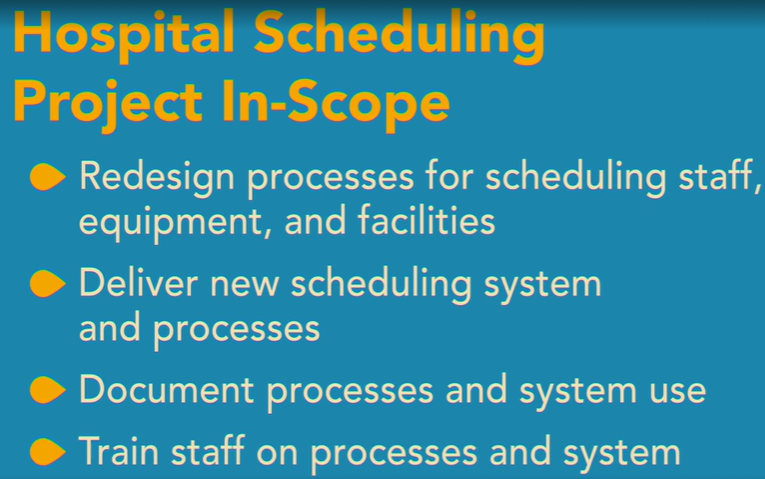 Hospital Scheduling
Project In-Scope
Redesign processes for scheduling staff,
equipment, and facilities
Deliver new scheduling system
and processes
Document processes and system use
Train staff on processes and system